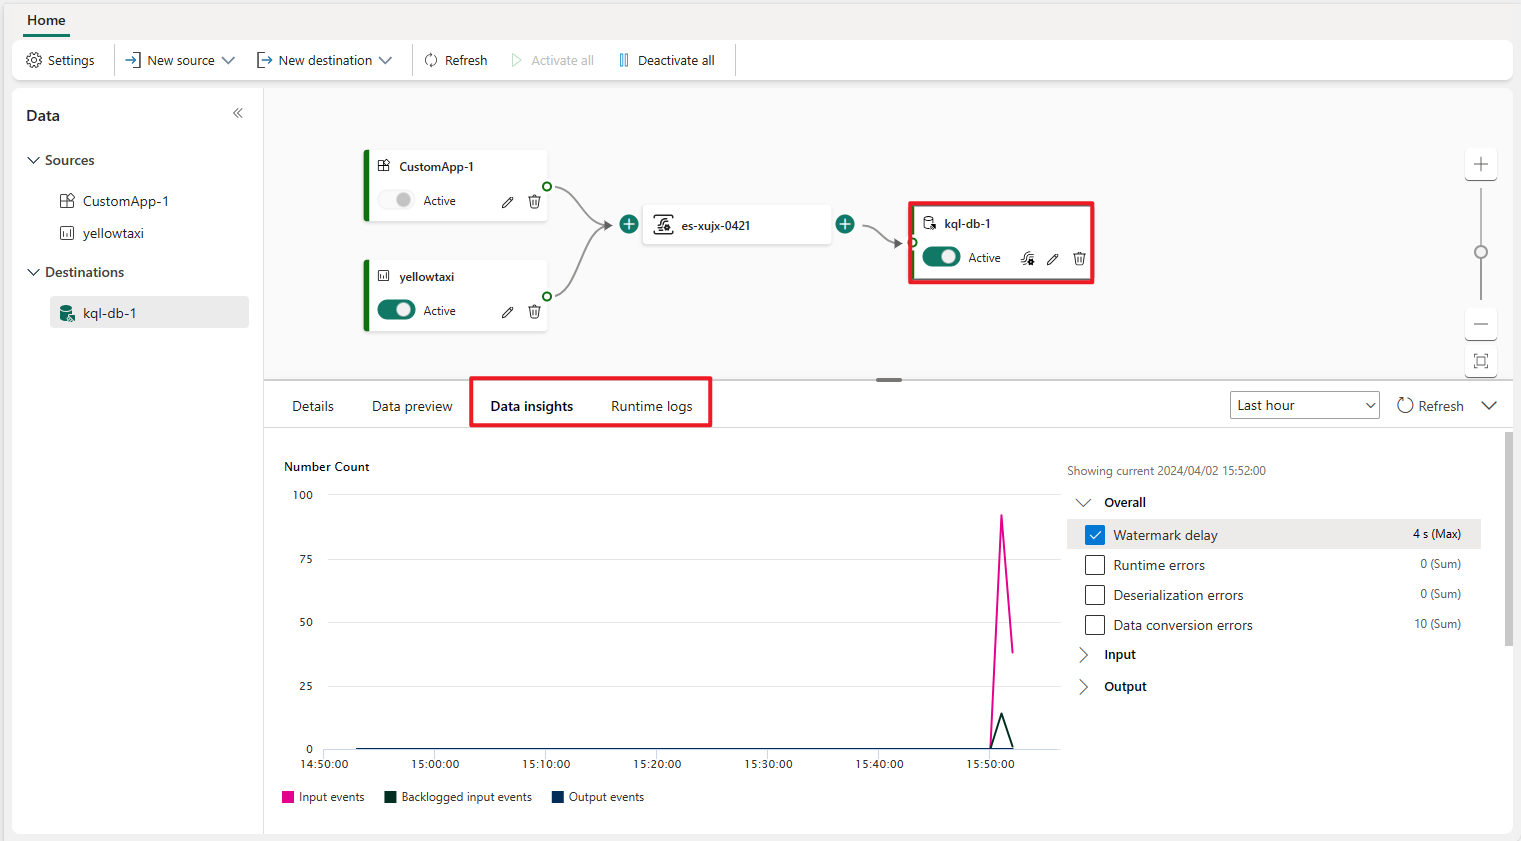 Home
Settings
New source
New destination
Refresh
Activate all
Deactivate all
Data
Sources
CustomApp-1
yellowtaxi
Destinations
kql-db-1
CustomApp-1
Active
yellowtaxi
Active
es-xujx-0421
kql-db-1
Active
Details
Data preview
Data insights
Runtime logs
Last hour
Refresh
Number Count
100
75
50
25
0
14:50:00
15:00:00
15:10:00
15:20:00
15:30:00
15:40:00
15:50:00
Input events
Backlogged input events
Output events
Showing current 2024/04/02 15:52:00
Overall
Watermark delay 4 s (Max)
Runtime errors 0 (Sum)
Deserialization errors 0 (Sum)
Data conversion errors 10 (Sum)
Input
Output